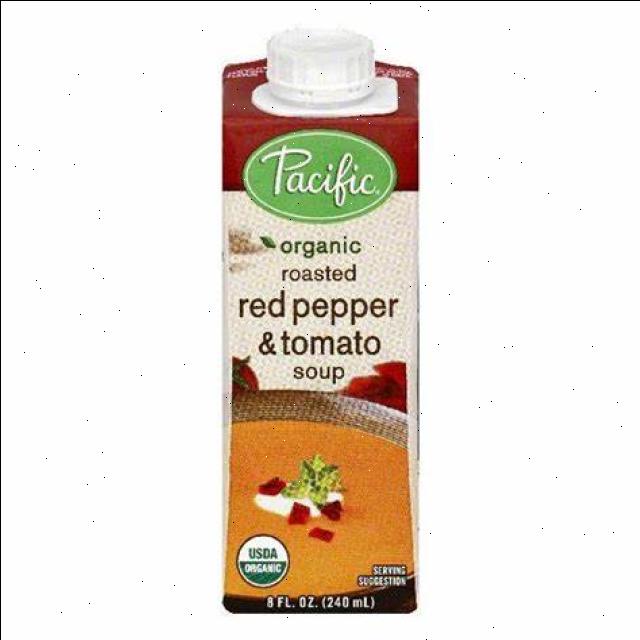 Pacific
organic
roasted
red pepper
& tomato
soup
USDA
ORGANIC
SERVING
SUGGESTION
8 FL. OZ. (240 mL)